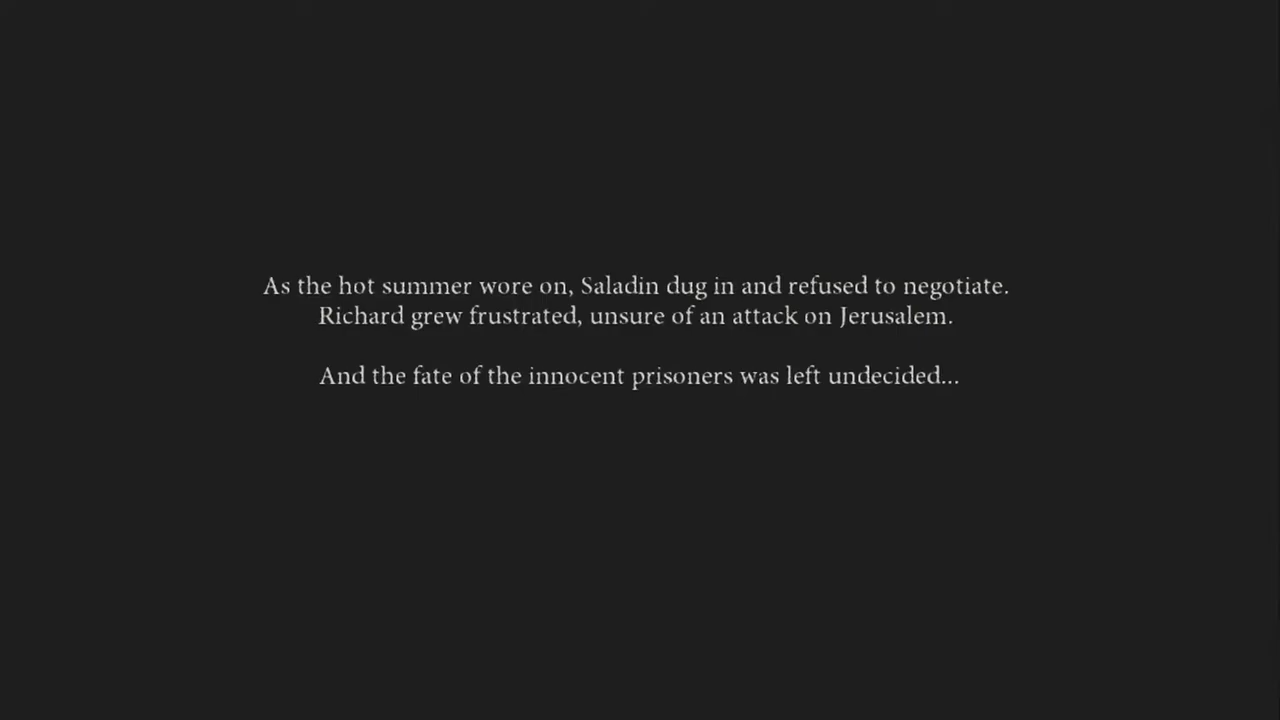 As the hot summer wore on, Saladin dug in and refused to negotiate.
Richard grew frustrated, unsure of an attack on Jerusalem.
And the fate of the innocent prisoners was left undecided...